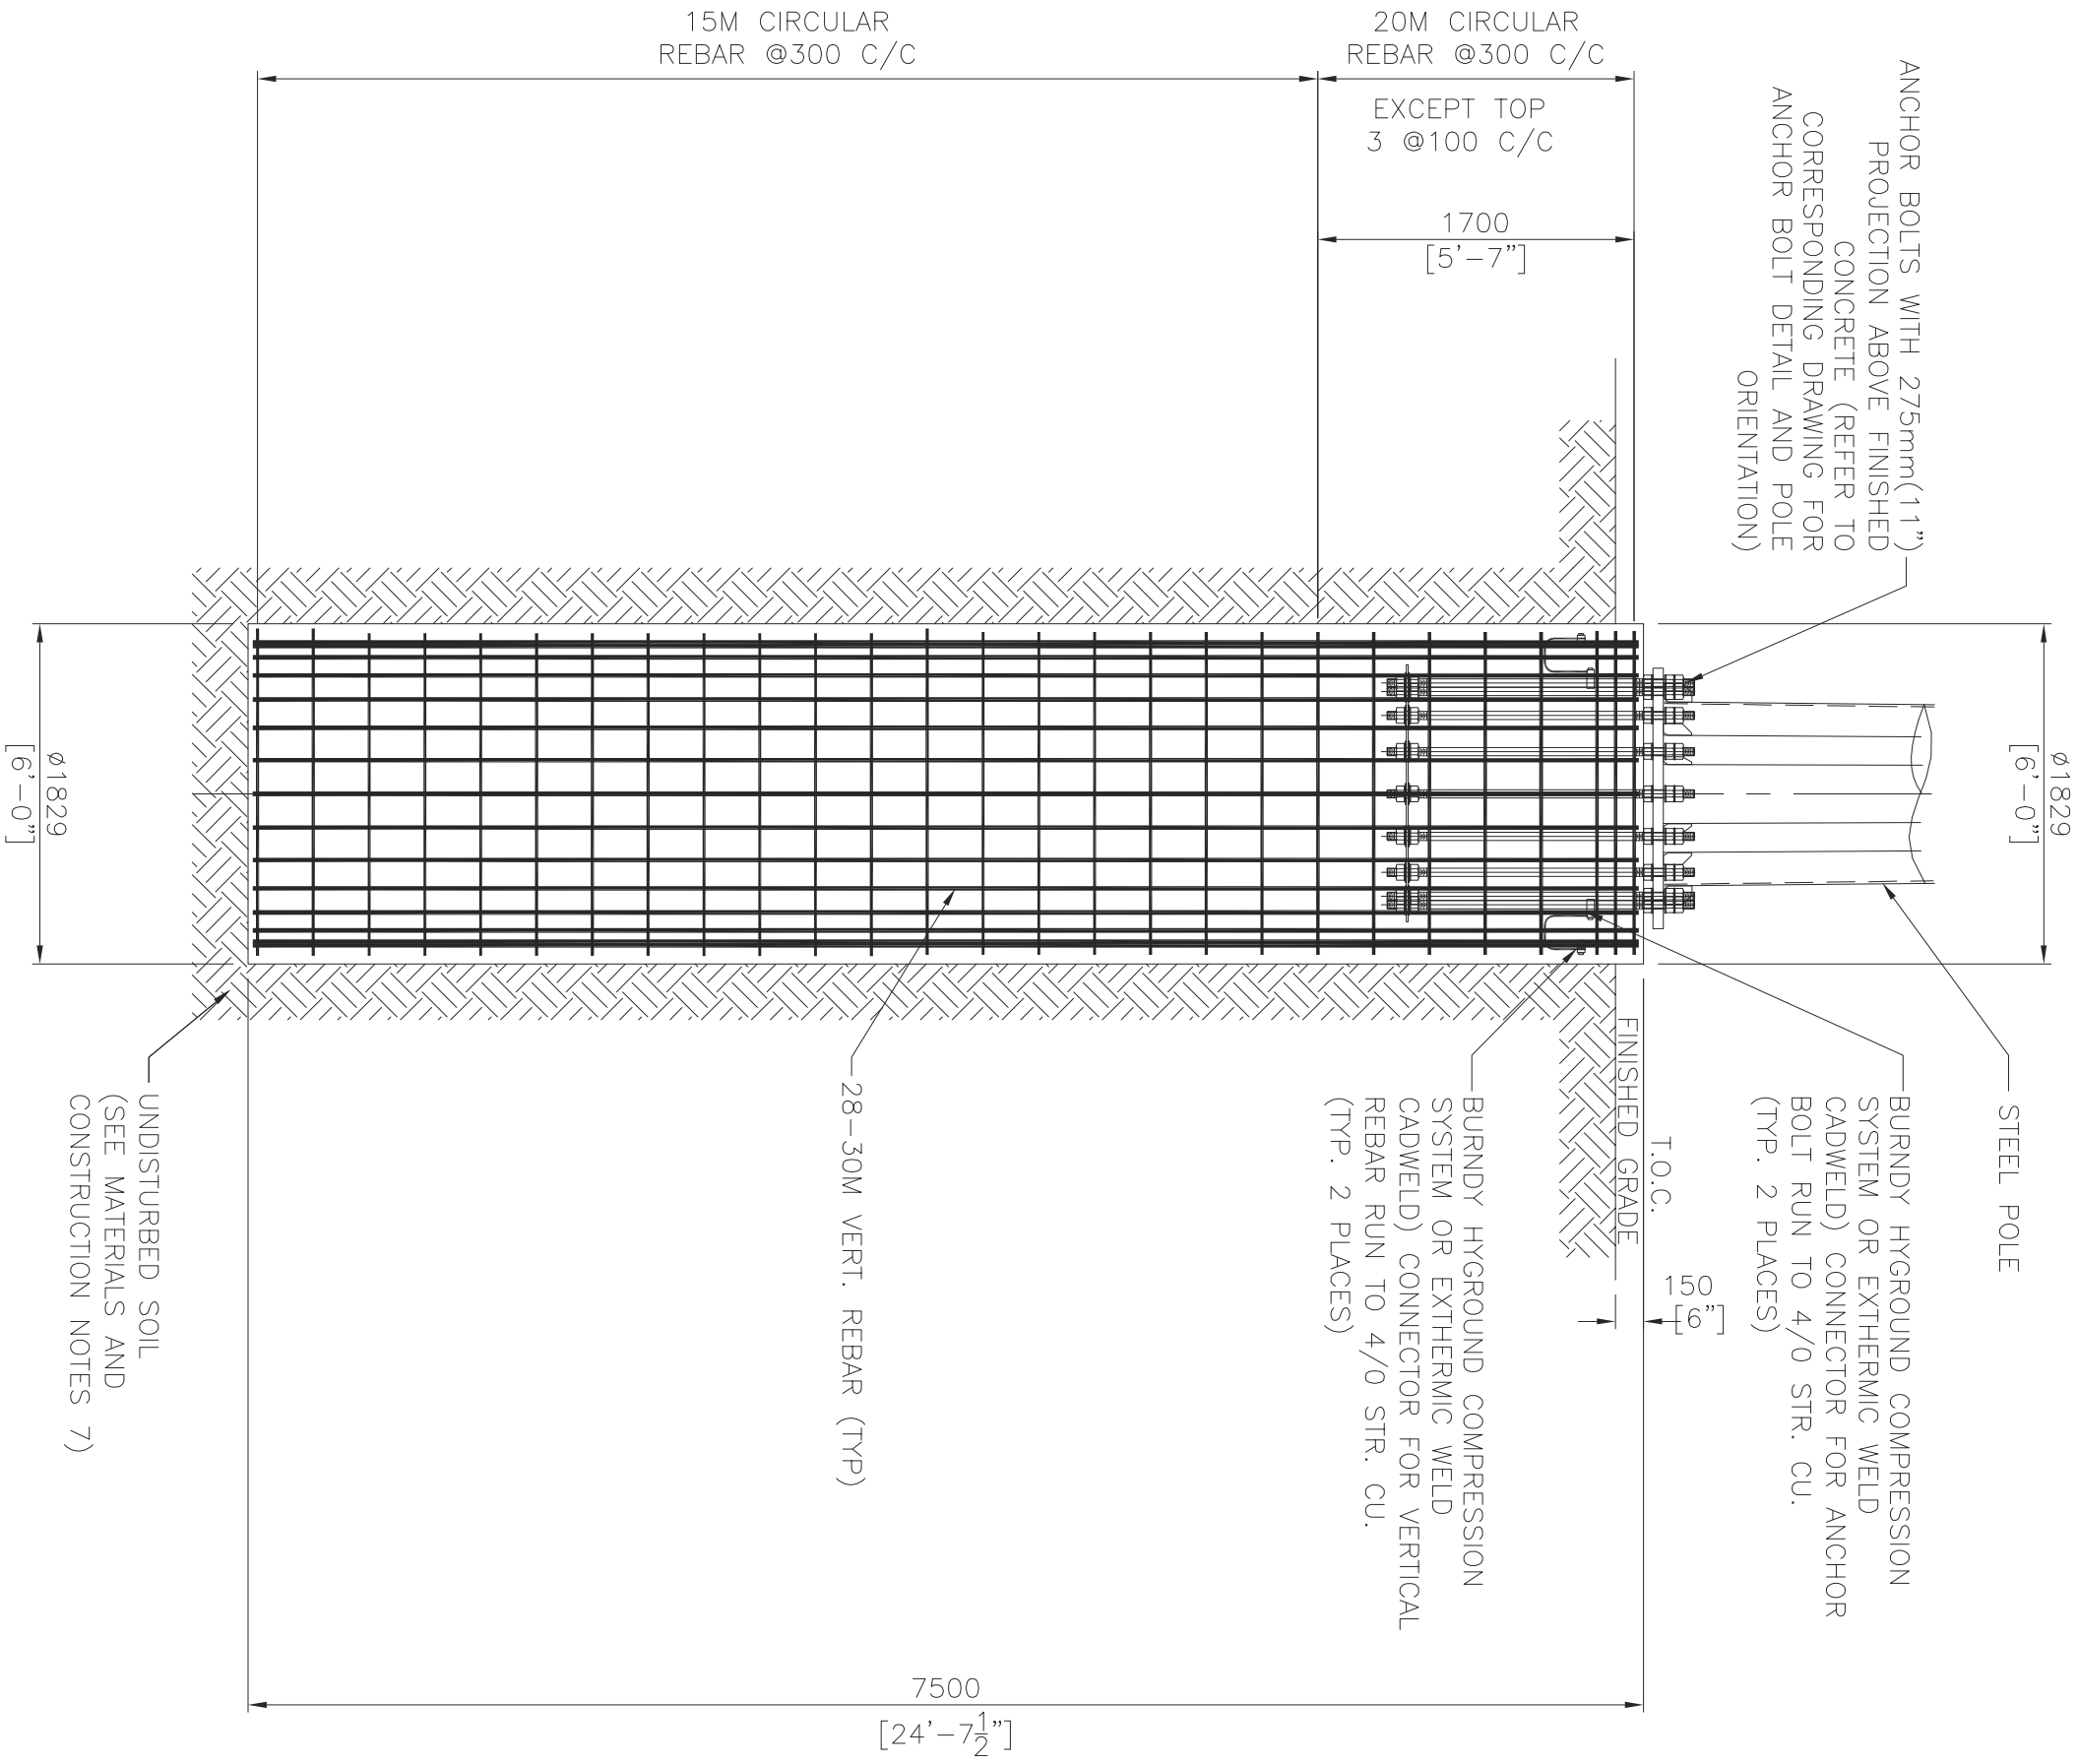 15M CIRCULAR
REBAR @300 C/C
20M CIRCULAR
REBAR @300 C/C
EXCEPT TOP
3 @100 C/C
1700
[5'-7"]
ANCHOR BOLTS WITH 275mm(11")
PROJECTION ABOVE FINISHED
CONCRETE (REFER TO
CORRESPONDING DRAWING FOR
ANCHOR BOLT DETAIL AND POLE
ORIENTATION)
ø1829
[6'-0"]
ø1829
[6'-0"]
STEEL POLE
BURNDY HYGROUND COMPRESSION
SYSTEM OR EXTHERMIC WELD
CADWELD) CONNECTOR FOR ANCHOR
BOLT RUN TO 4/0 STR. CU.
(TYP. 2 PLACES)
T.O.C.
FINISHED GRADE
150
[6"]
BURNDY HYGROUND COMPRESSION
SYSTEM OR EXTHERMIC WELD
CADWELD) CONNECTOR FOR VERTICAL
REBAR RUN TO 4/0 STR. CU.
(TYP. 2 PLACES)
28-30M VERT. REBAR (TYP)
UNDISTURBED SOIL
(SEE MATERIALS AND
CONSTRUCTION NOTES 7)
7500
[24'-7½"]